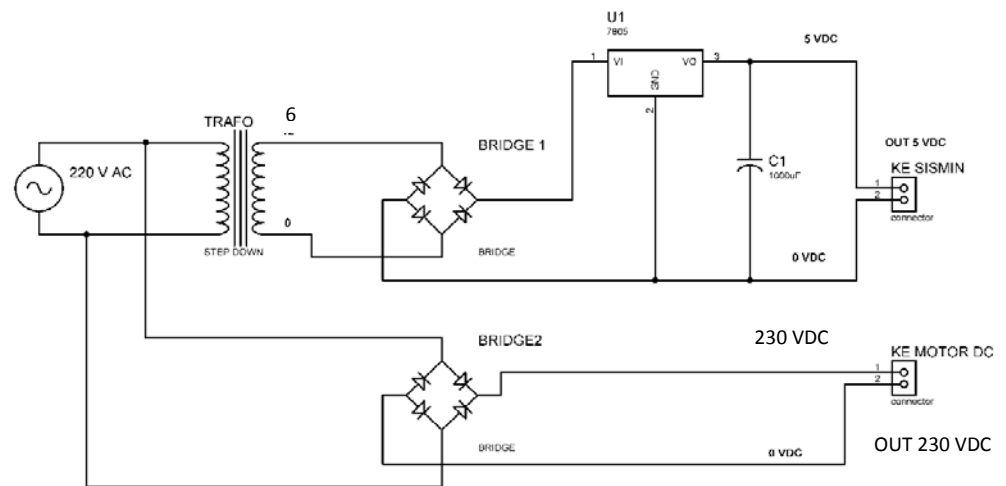 U1
7805
5 VDC
1
VI
VO
3
GND
2
6
TRAFO
BRIDGE 1
OUT 5 VDC
220 V AC
C1
1000uF
KE SISMIN
1
2
connector
0
STEP DOWN
BRIDGE
0 VDC
BRIDGE2
230 VDC
KE MOTOR DC
1
2
connector
BRIDGE
0 VDC
OUT 230 VDC